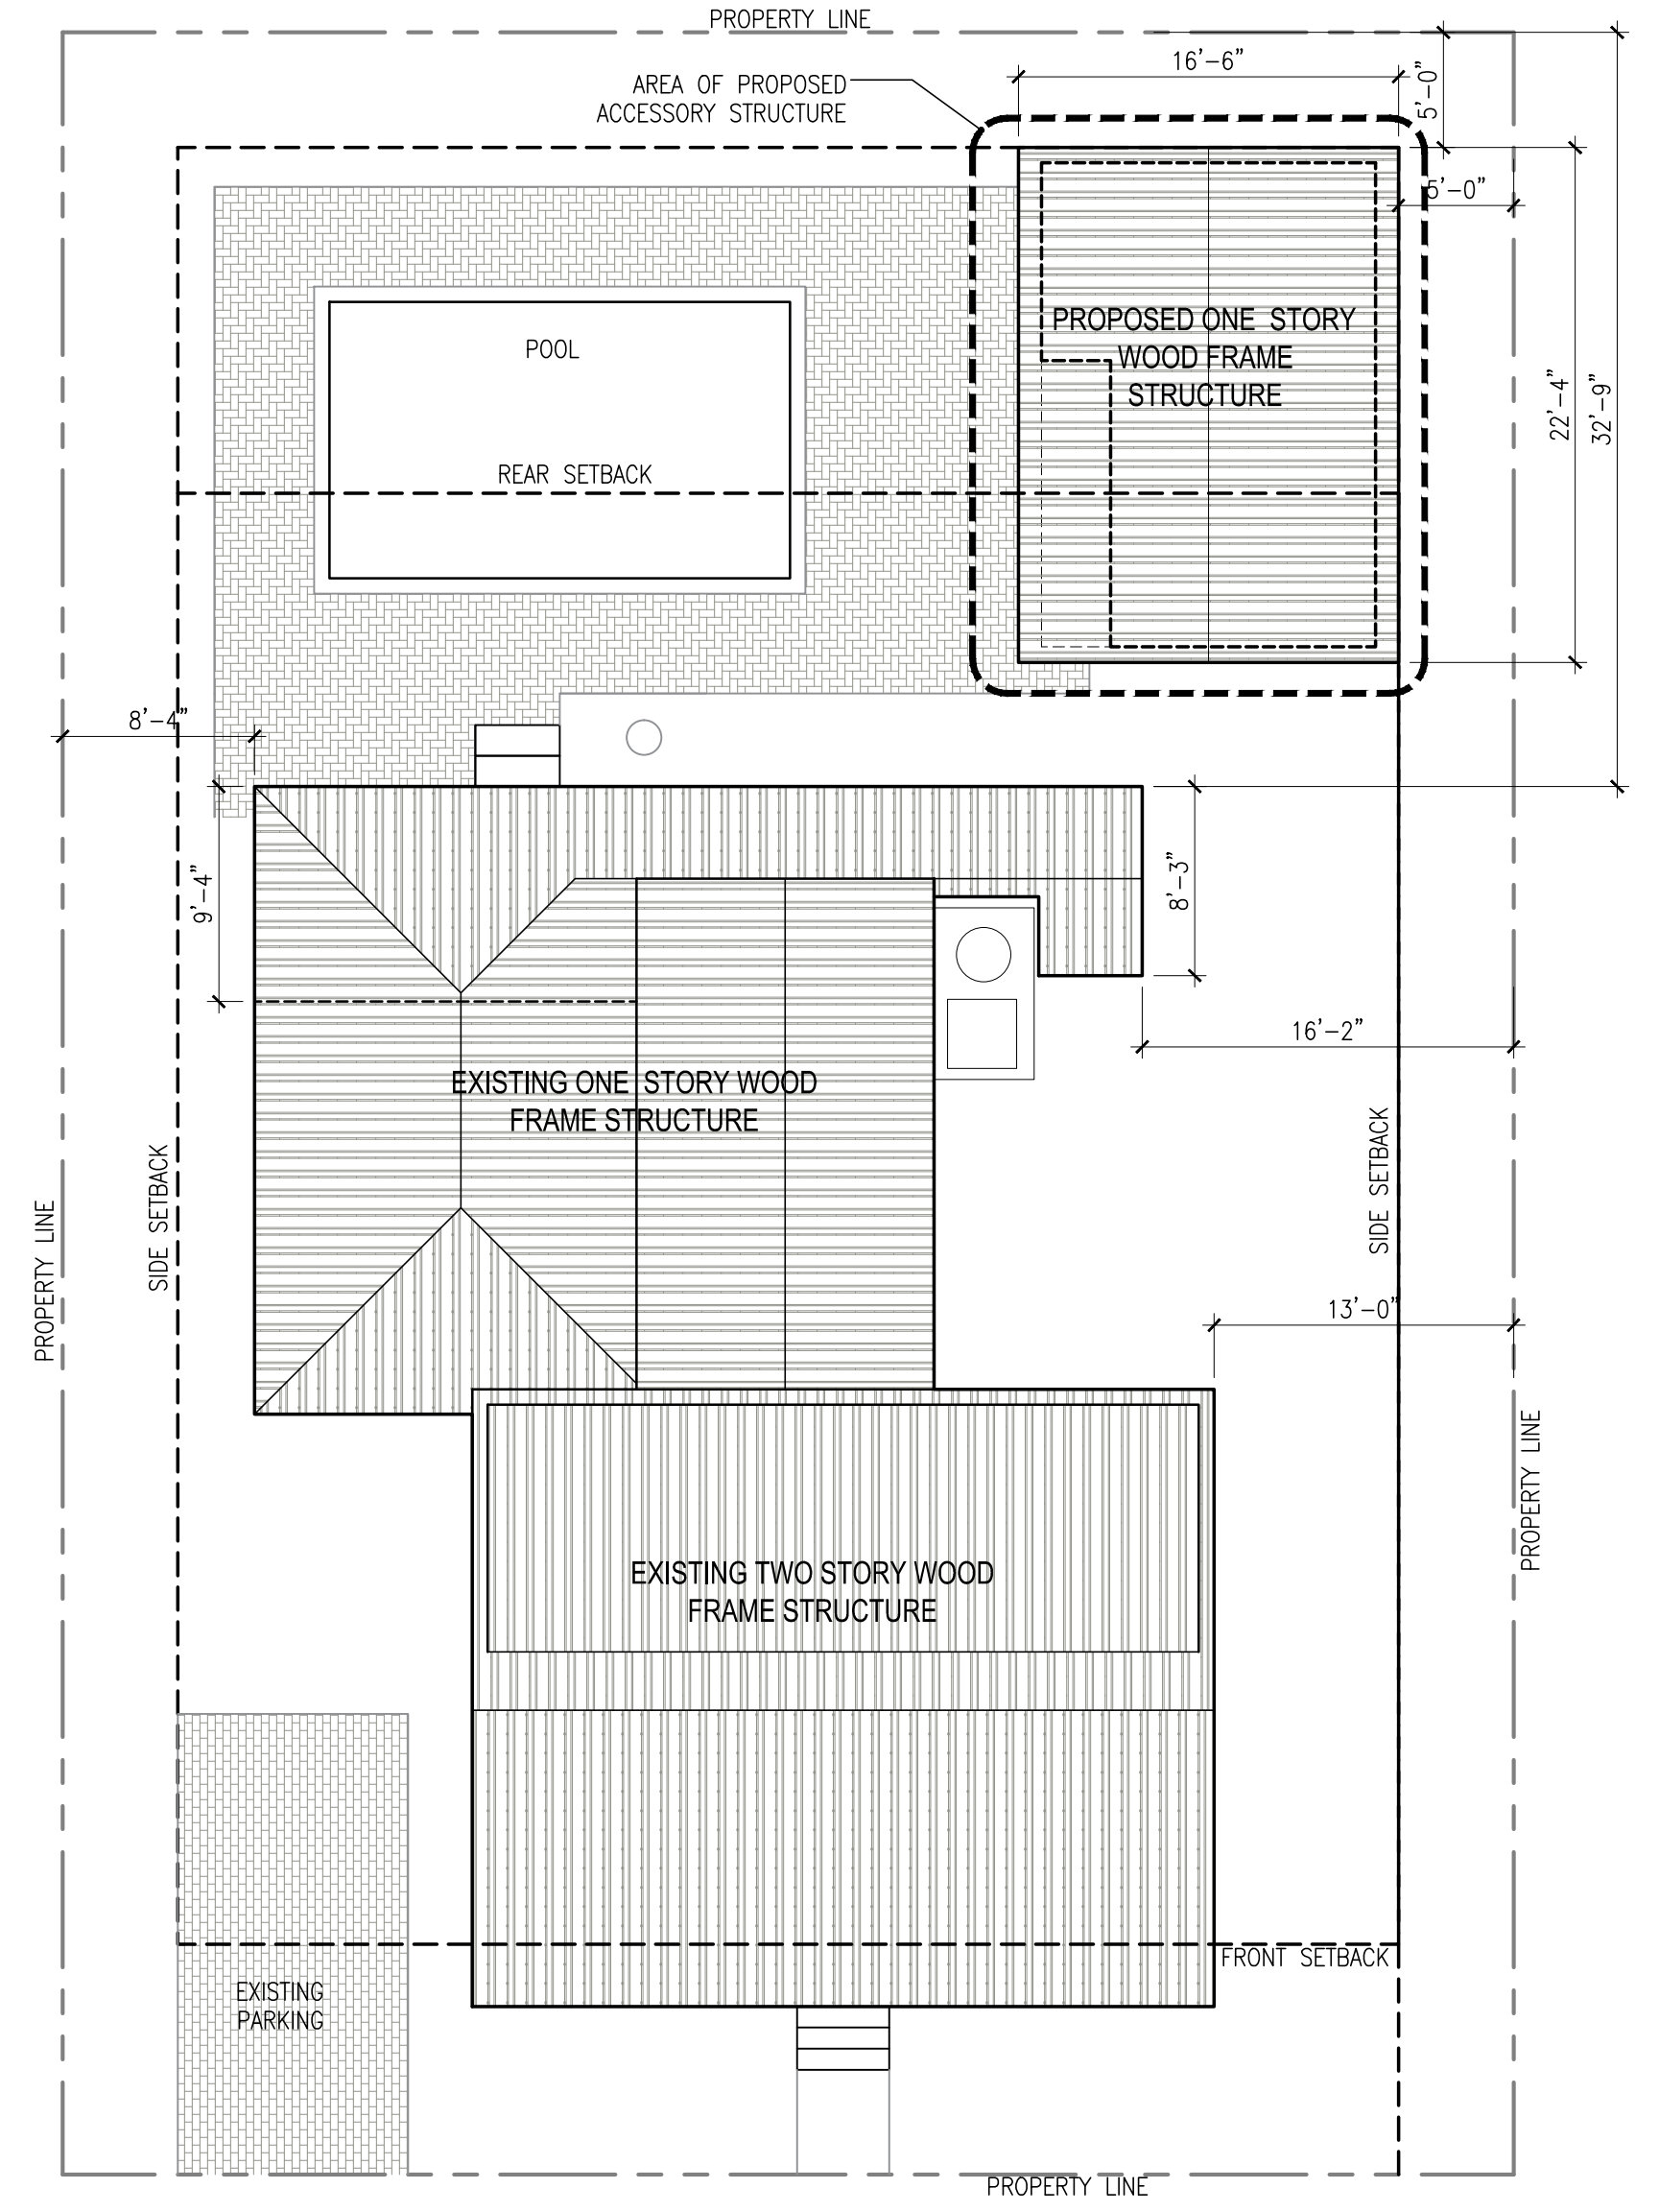 PROPERTY LINE
16'-6"
5'-0"
AREA OF PROPOSED
ACCESSORY STRUCTURE
5'-0"
PROPOSED ONE STORY
WOOD FRAME
STRUCTURE
POOL
22'-4"
32'-9"
REAR SETBACK
8'-4"
9'-4"
8'-3"
16'-2"
EXISTING ONE STORY WOOD
FRAME STRUCTURE
SIDE SETBACK
SIDE SETBACK
PROPERTY LINE
13'-0"
PROPERTY LINE
EXISTING TWO STORY WOOD
FRAME STRUCTURE
FRONT SETBACK
EXISTING
PARKING
PROPERTY LINE